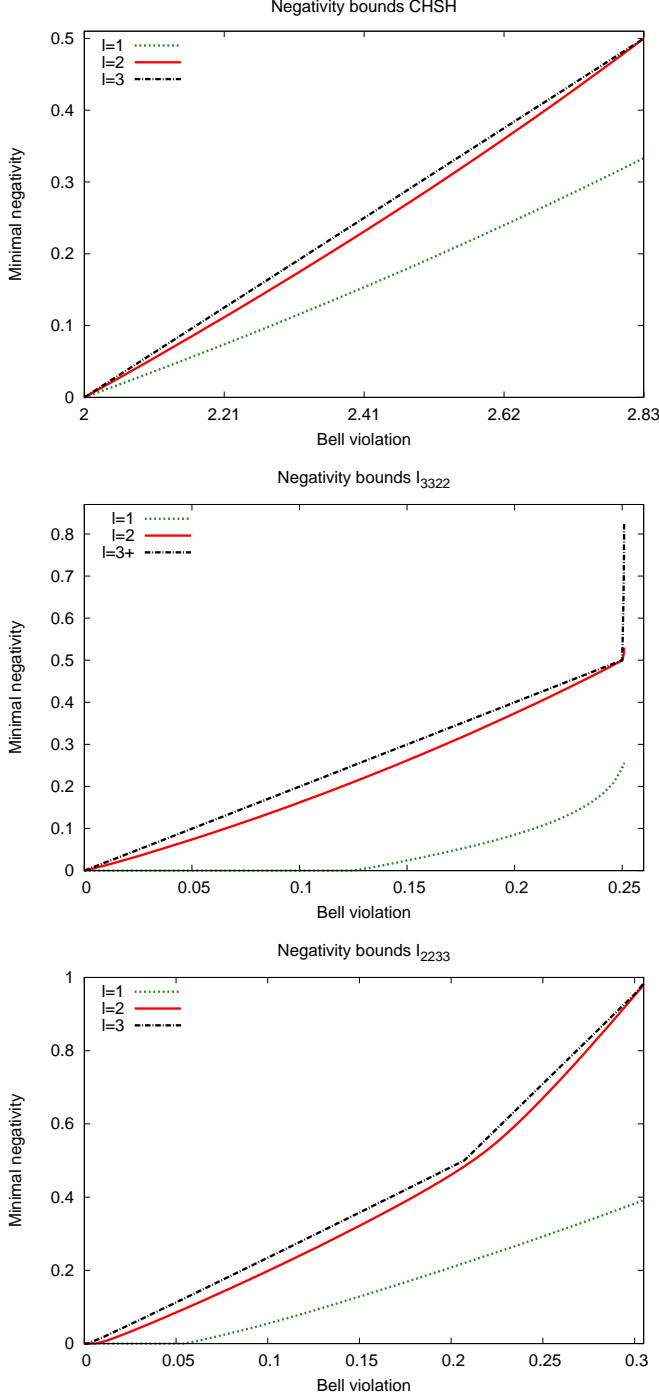 Negativity bounds CHSH
l=1
l=2
l=3
0.5
0.4
0.3
0.2
0.1
0
Minimal negativity
2 2.21 2.41 2.62 2.83
Bell violation
Negativity bounds I3322
l=1
l=2
l=3+
0.8
0.7
0.6
0.5
0.4
0.3
0.2
0.1
0
Minimal negativity
0 0.05 0.1 0.15 0.2 0.25
Bell violation
Negativity bounds I2233
l=1
l=2
l=3
1
0.8
0.6
0.4
0.2
0
Minimal negativity
0 0.05 0.1 0.15 0.2 0.25 0.3
Bell violation